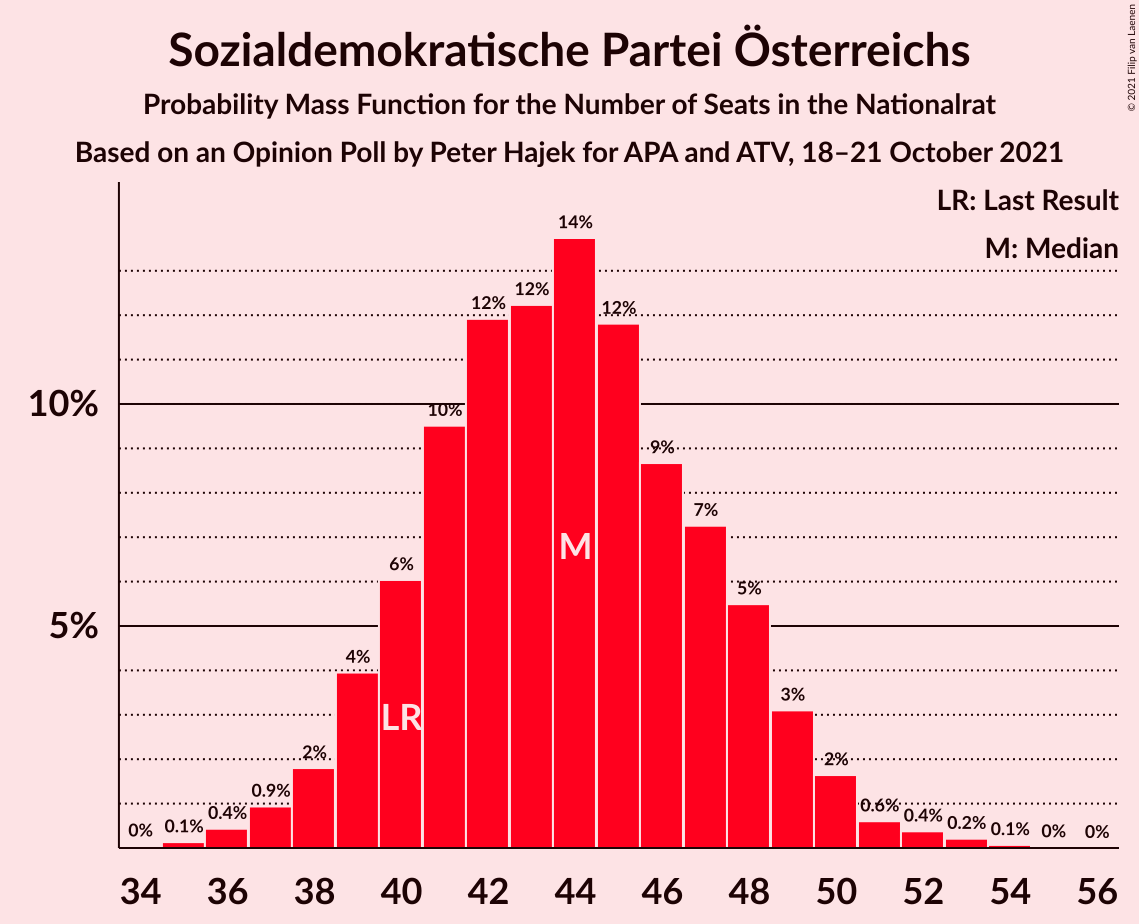 Sozialdemokratische Partei Österreichs
Probability Mass Function for the Number of Seats in the Nationalrat
Based on an Opinion Poll by Peter Hajek for APA and ATV, 18–21 October 2021
© 2021 Filip van Laenen
LR: Last Result
M: Median
14%
12%
12%
12%
10%
10%
9%
7%
M
6%
5%
5%
4%
3%
LR
2%
2%
0.9%
0.6%
0.4%
0.4%
0.2%
0%
0.1%
0.1%
0%
0%
34 36 38 40 42 44 46 48 50 52 54 56